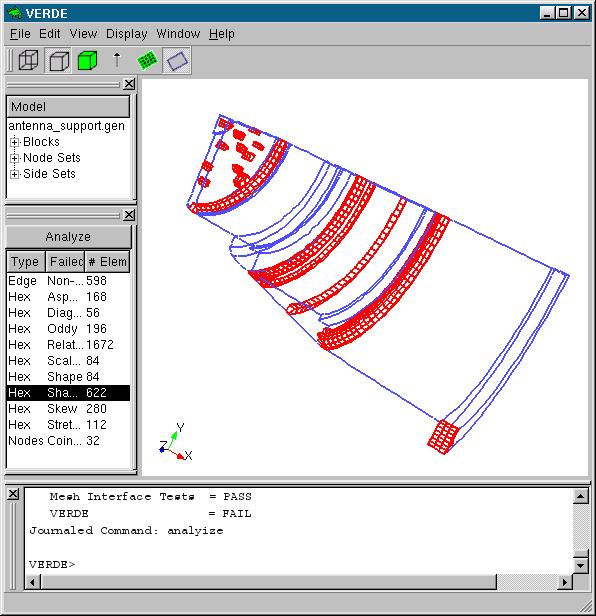 VERDE
File Edit View Display Window Help
Model
antenna_support.gen
Blocks
Node Sets
Side Sets
Analyze
Type Failed # Elem
Edge Non-... 598
Hex Asp... 168
Hex Diag... 56
Hex Oddy 196
Hex Relat... 1672
Hex Scal... 84
Hex Shape 84
Hex Sha... 622
Hex Skew 280
Hex Stret... 112
Nodes Coin... 32
Y
Z X
Mesh Interface Tests = PASS
VERDE = FAIL
Journaled Command: analyize
VERDE>